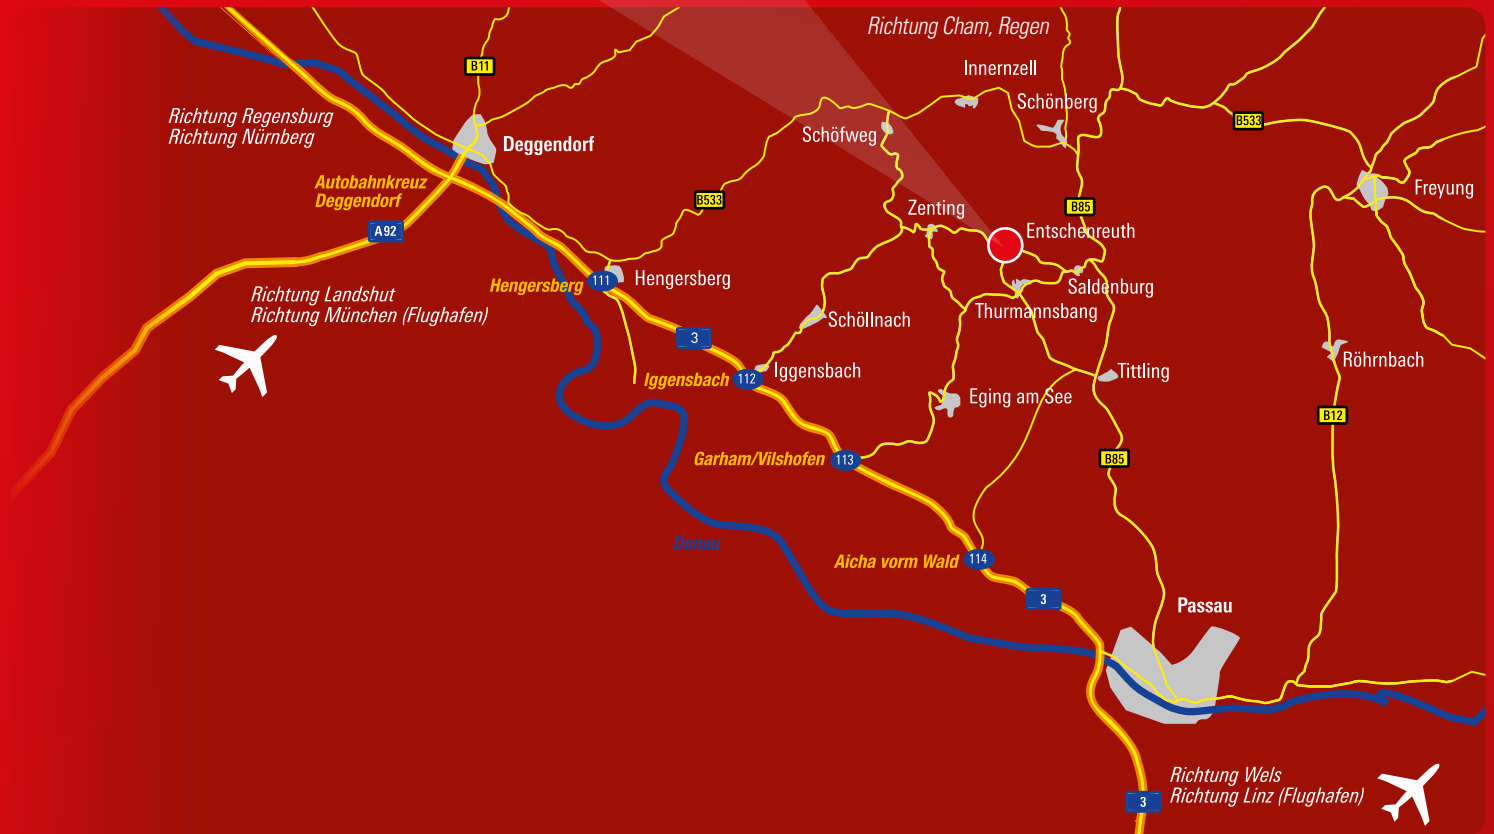 Richtung Cham, Regen
B11
Innernzell
Schönberg
Richtung Regensburg
Richtung Nürnberg
B533
Schöfweg
Deggendorf
Autobahnkreuz
Deggendorf
Freyung
B533
Zenting
B85
A92
Entschenreuth
Hengersberg
111
Hengersberg
Saldenburg
Richtung Landshut
Richtung München (Flughafen)
Thurmannsbang
Schöllnach
3
Röhrnbach
Iggensbach
112
Iggensbach
Tittling
Eging am See
B12
Garham/Vilshofen
113
B85
Donau
Aicha vorm Wald
114
3
Passau
Richtung Wels
Richtung Linz (Flughafen)
3